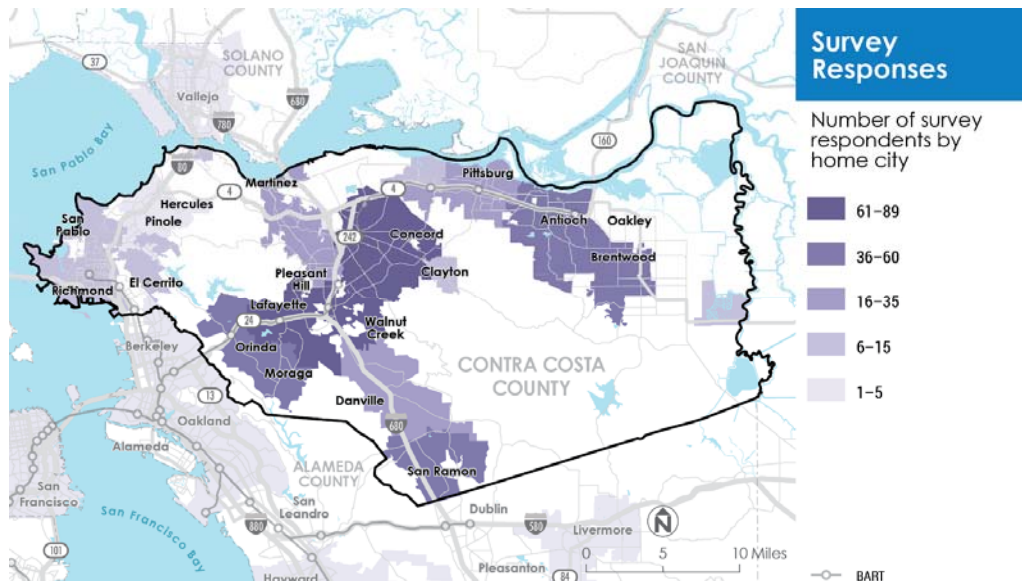 Survey
Responses
Number of survey
respondents by
home city
61–89
36–60
16–35
6–15
1–5
BART
37
SOLANO
COUNTY
680
Vallejo
780
SAN
JOAQUIN
COUNTY
160
San Pablo Bay
80
Martinez
4
4
Pittsburg
Hercules
Pinole
San
Pablo
242
Concord
Antioch
Oakley
Brentwood
Clayton
Pleasant
Hill
El Cerrito
Richmond
Lafayette
24
Walnut
Creek
Orinda
Berkeley
Moraga
CONTRA COSTA
COUNTY
Danville
13
Oakland
680
Alameda
ALAMEDA
COUNTY
San Ramon
San
Francisco
San
Leandro
Dublin
880
580
Livermore
N
San Francisco Bay
101
0
5
10 Miles
Hayward
Pleasanton
84